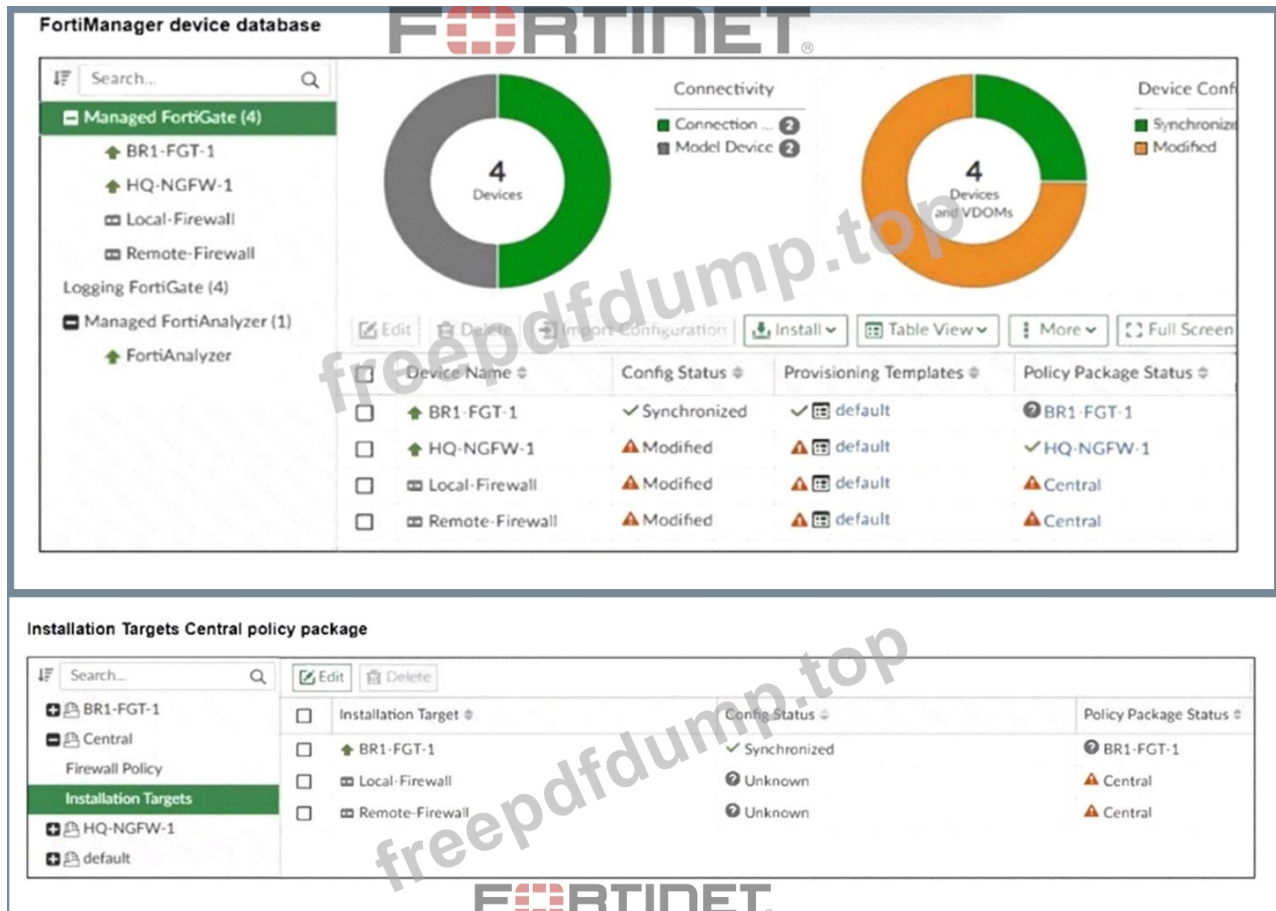 FortiManager device database
FORTINET®
Search...
Managed FortiGate (4)
BR1-FGT-1
HQ-NGFW-1
Local-Firewall
Remote-Firewall
Logging FortiGate (4)
Managed FortiAnalyzer (1)
FortiAnalyzer
4
Devices
Connectivity
Connection ... 2
Model Device 2
4
Devices
and VDOMs
Device Conf
Synchronize
Modified
Edit Delete Import Configuration Install Table View More Full Screen
Device Name Config Status Provisioning Templates Policy Package Status
BR1-FGT-1 Synchronized default BR1-FGT-1
HQ-NGFW-1 Modified default HQ-NGFW-1
Local-Firewall Modified default Central
Remote-Firewall Modified default Central
freepdfdump.top
Installation Targets Central policy package
Search...
BR1-FGT-1
Central
Firewall Policy
Installation Targets
HQ-NGFW-1
default
Edit Delete
Installation Target Config Status Policy Package Status
BR1-FGT-1 Synchronized BR1-FGT-1
Local-Firewall Unknown Central
Remote-Firewall Unknown Central
freepdfdump.top
FORTINET